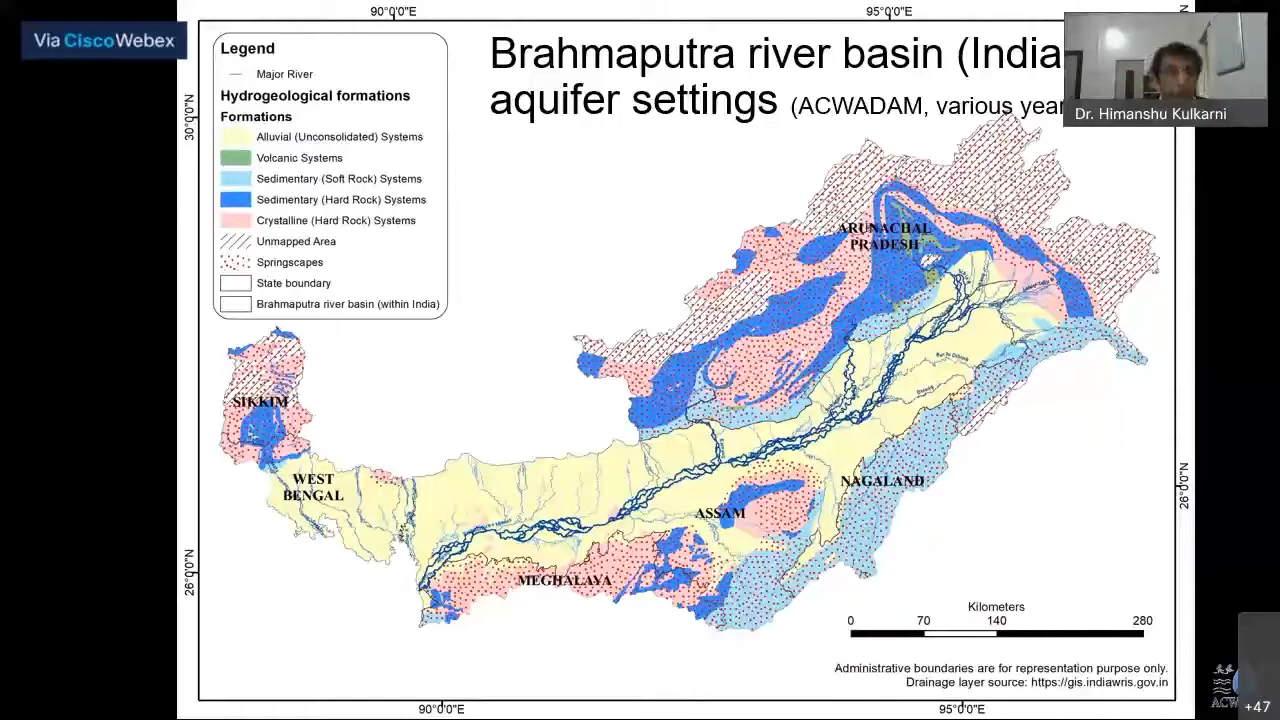 90°0'0"E
95°0'0"E
Via Cisco Webex
Legend
Major River
Hydrogeological formations
Formations
Alluvial (Unconsolidated) Systems
Volcanic Systems
Sedimentary (Soft Rock) Systems
Sedimentary (Hard Rock) Systems
Crystalline (Hard Rock) Systems
Unmapped Area
Springscapes
State boundary
Brahmaputra river basin (within India)
Brahmaputra river basin (India
aquifer settings (ACWADAM, various year
Dr. Himanshu Kulkarni
30°0'0"N
ARUNACHAL
PRADESH
SIKKIM
WEST
BENGAL
NAGALAND
ASSAM
MEGHALAYA
26°0'0"N
26°0'0"N
Kilometers
0 70 140 280
Administrative boundaries are for representation purpose only.
Drainage layer source: https://gis.indiawris.gov.in
90°0'0"E
95°0'0"E
+47